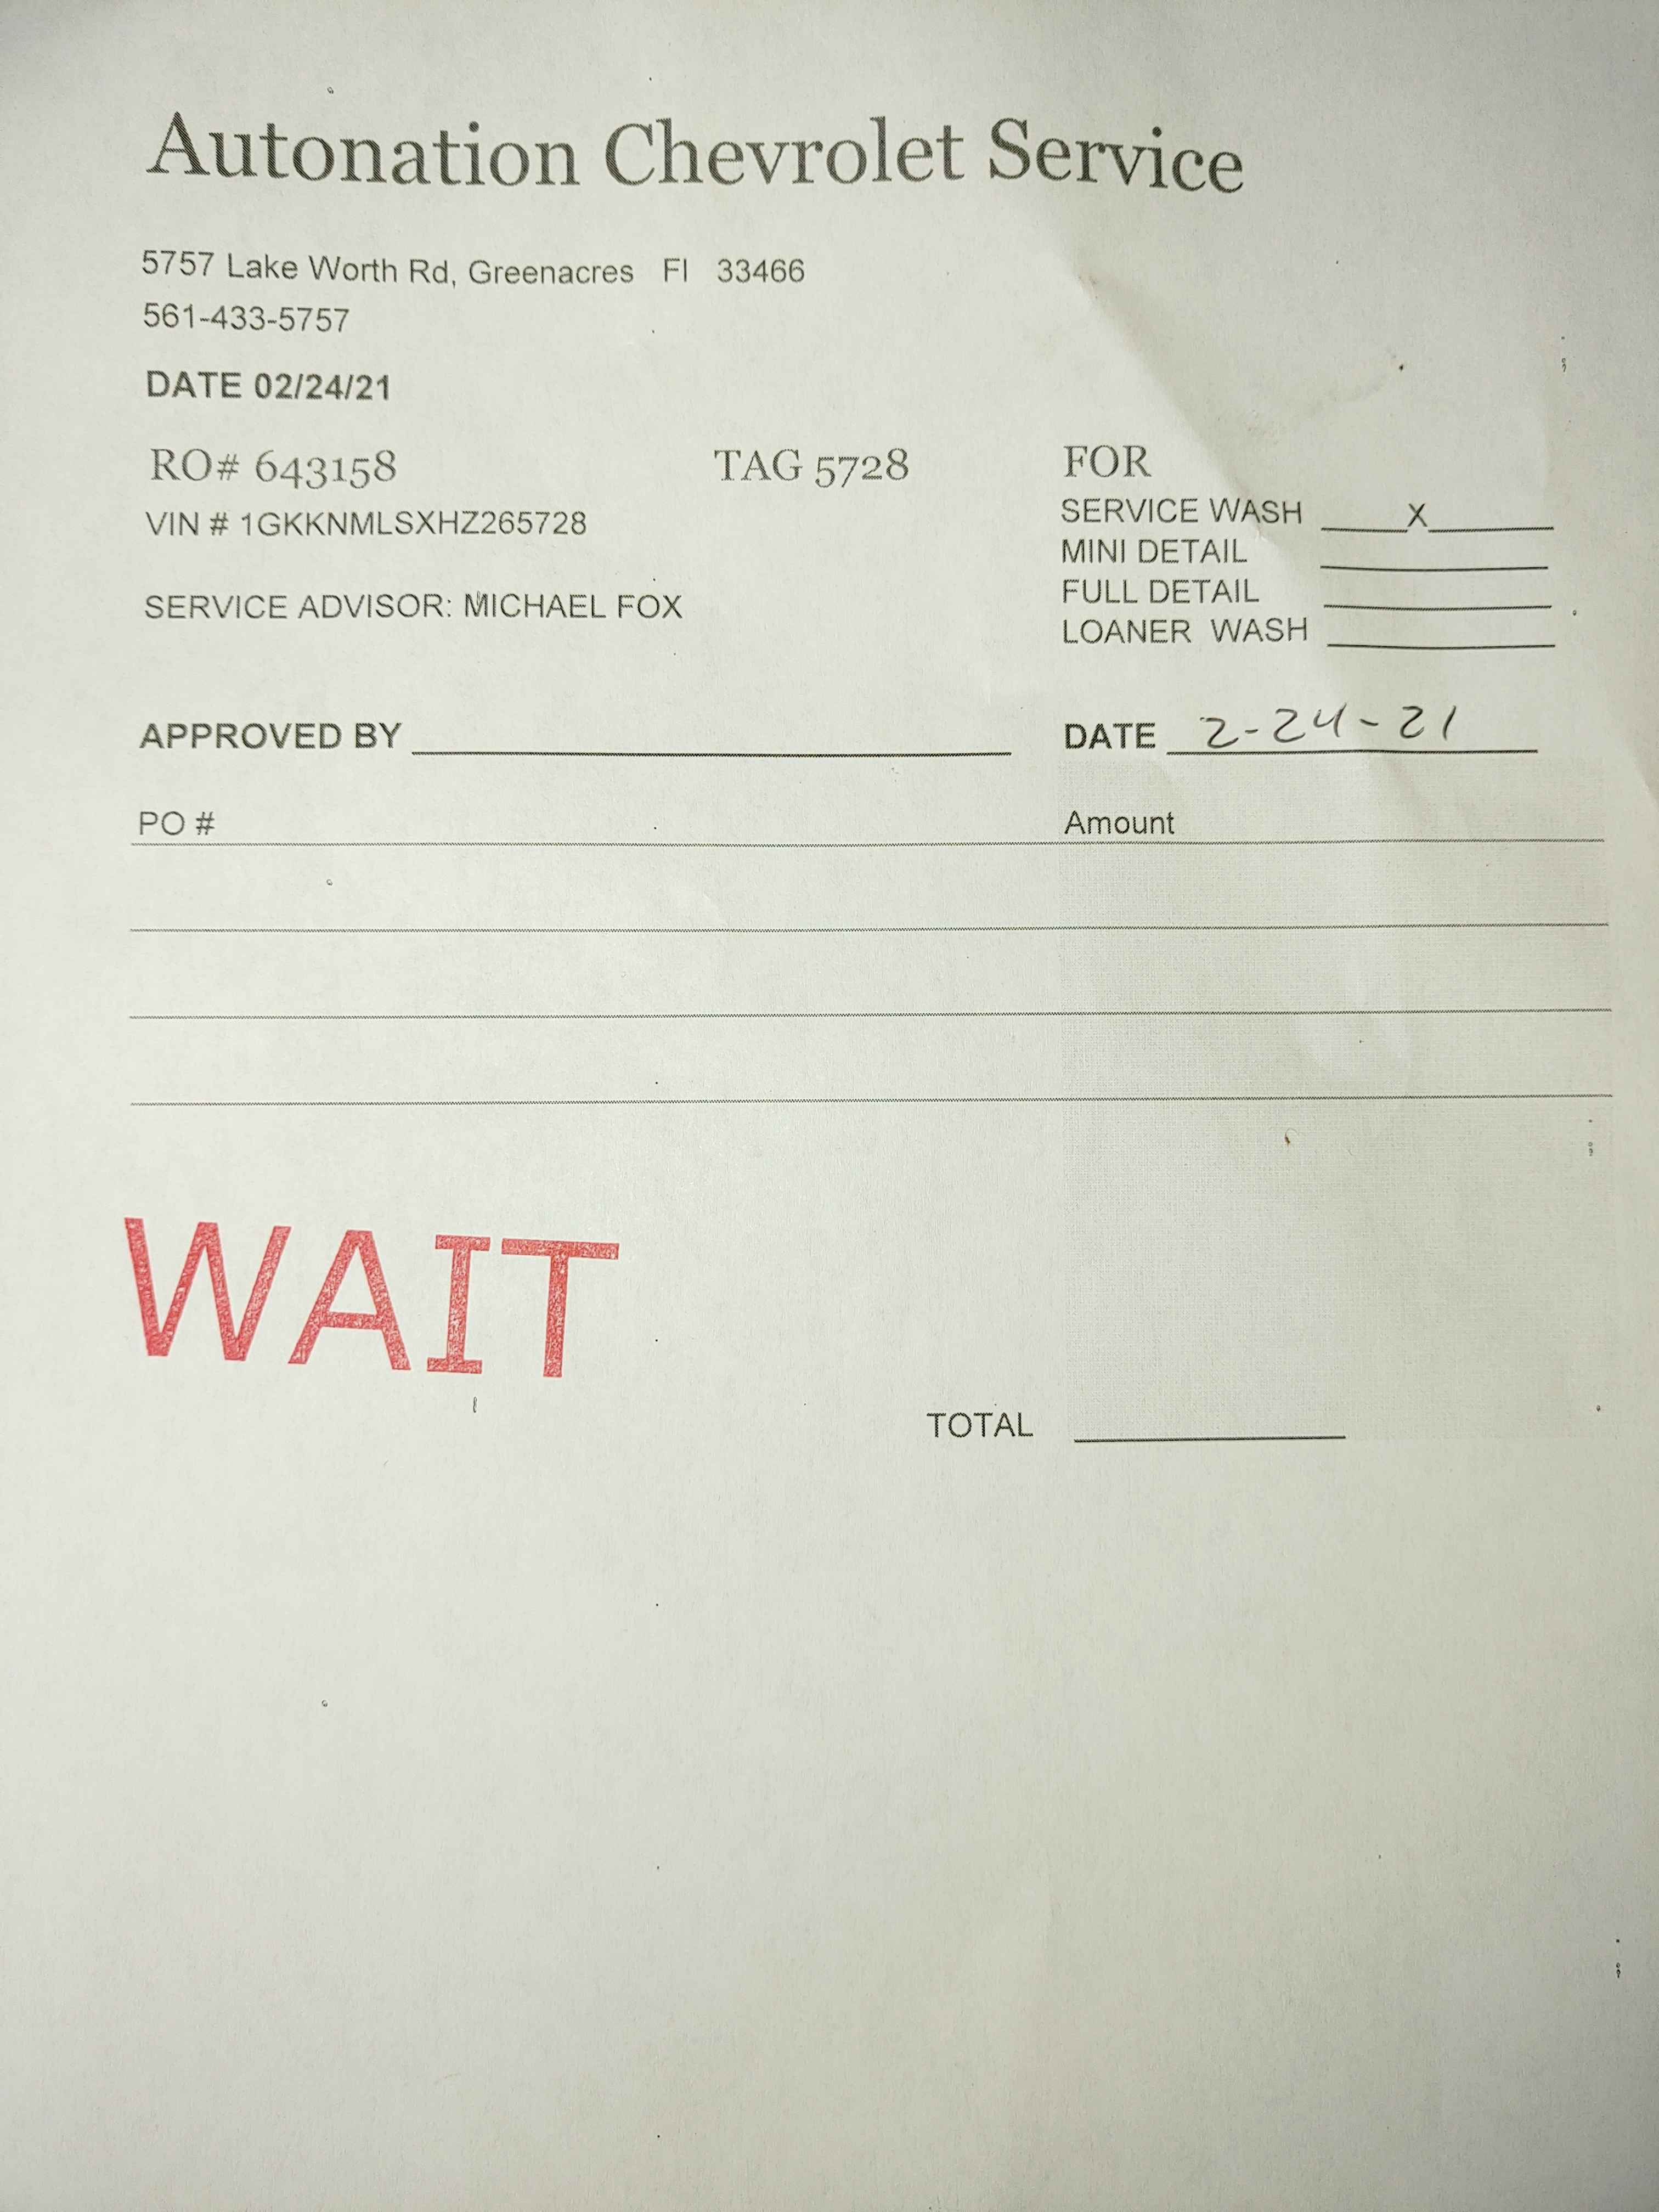 Autonation Chevrolet Service
5757 Lake Worth Rd, Greenacres Fl 33466
561-433-5757
DATE 02/24/21
RO# 643158 TAG 5728 FOR
VIN # 1GKKNMLSXHZ265728 SERVICE WASH _____X_______
MINI DETAIL
SERVICE ADVISOR: MICHAEL FOX FULL DETAIL
LOANER WASH
APPROVED BY DATE 2-24-21
PO # Amount
WAIT
TOTAL